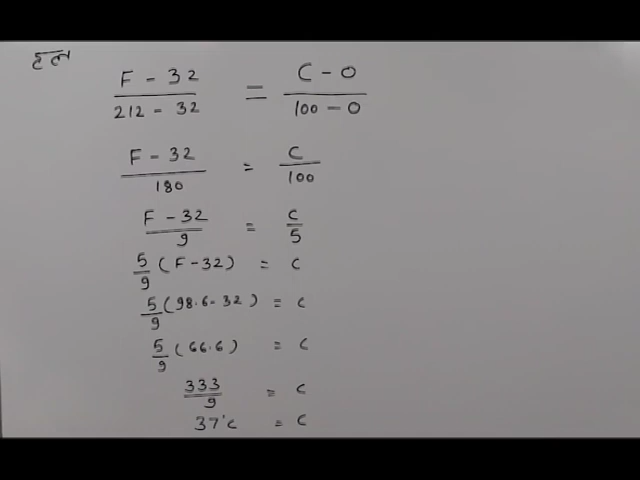 हल
F - 32 / 212 - 32 = C - 0 / 100 - 0
F - 32 / 180 = C / 100
F - 32 / 9 = C / 5
5/9 (F - 32) = C
5/9 (98.6 - 32) = C
5/9 (66.6) = C
333 / 9 = C
37°C = C